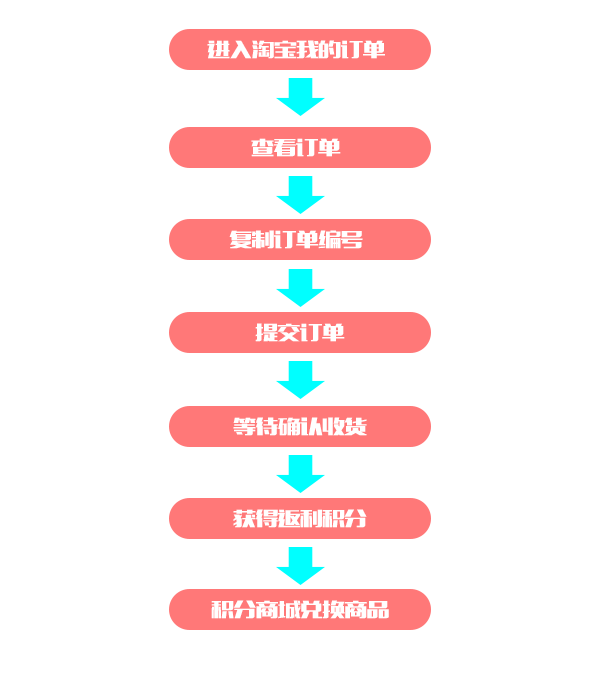 进入淘宝我的订单
查看订单
复制订单编号
提交订单
等待确认收货
获得返利积分
积分商城兑换商品